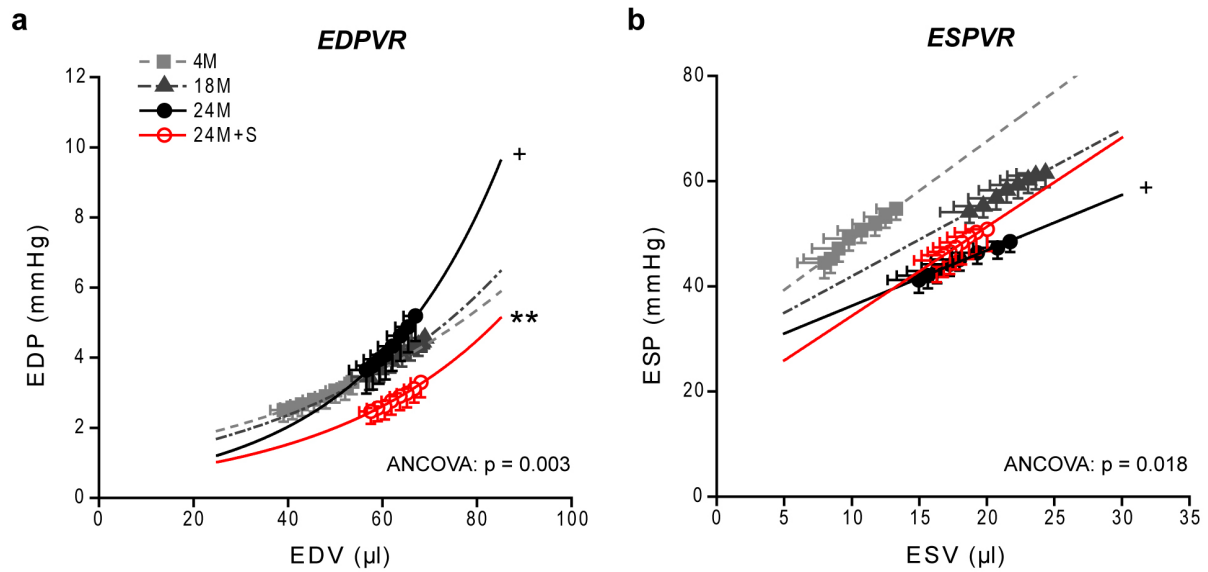 a
EDPVR
4M
18M
24M
24M+S
12
10
8
6
4
2
0
0
20
40
60
80
100
EDP (mmHg)
EDV (µl)
+
**
ANCOVA: p = 0.003
b
ESPVR
80
60
40
20
0
0
5
10
15
20
25
30
35
ESP (mmHg)
ESV (µl)
+
ANCOVA: p = 0.018